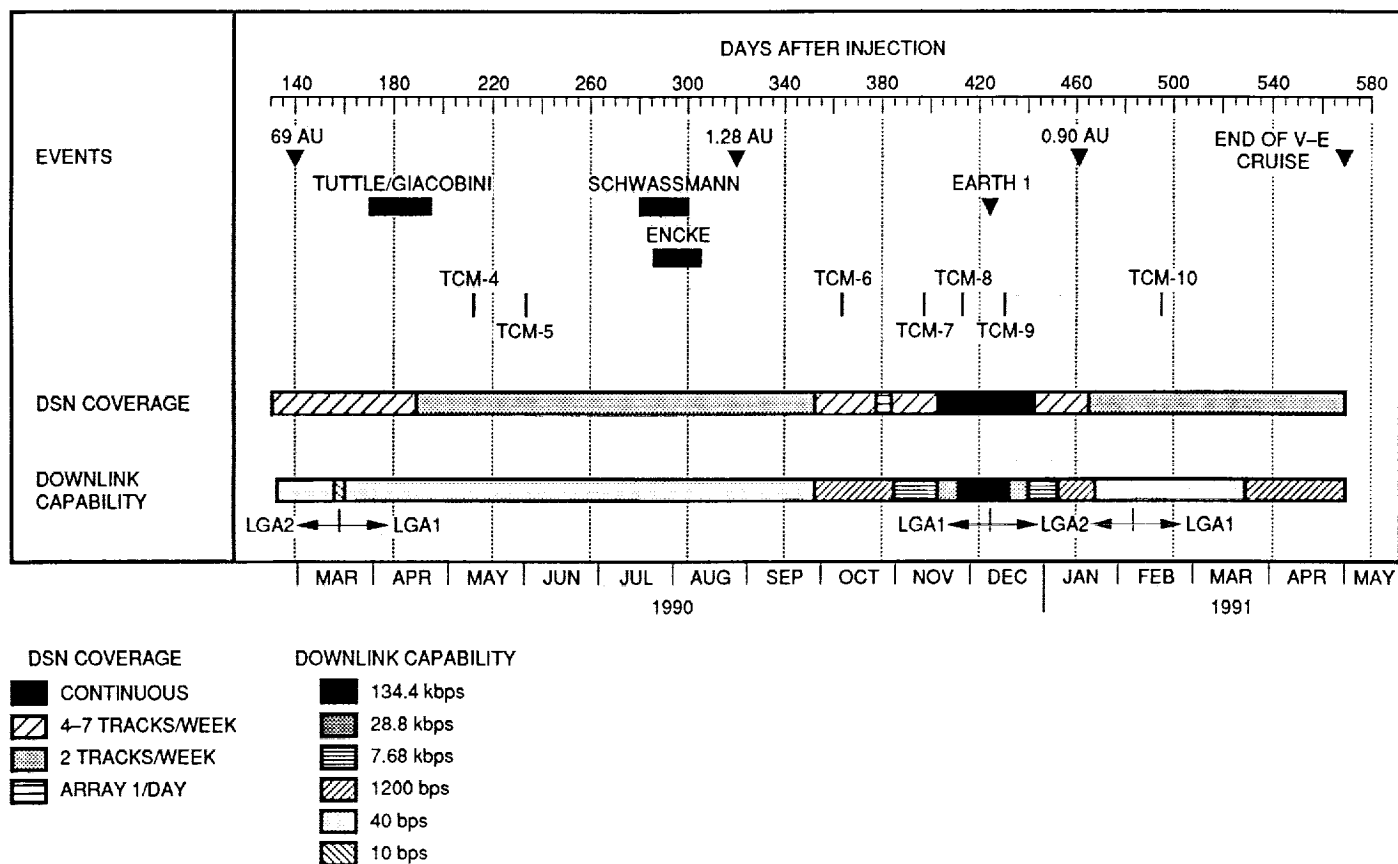 DAYS AFTER INJECTION
140 180 220 260 300 340 380 420 460 500 540 580
EVENTS
69 AU
1.28 AU
0.90 AU
END OF V–E
CRUISE
TUTTLE/GIACOBINI
SCHWASSMANN
EARTH 1
ENCKE
TCM-4
TCM-6
TCM-8
TCM-10
TCM-5
TCM-7
TCM-9
DSN COVERAGE
DOWNLINK
CAPABILITY
LGA2 LGA1 LGA1 LGA2 LGA1
MAR APR MAY JUN JUL AUG SEP OCT NOV DEC JAN FEB MAR APR MAY
1990 1991
DSN COVERAGE
CONTINUOUS
4–7 TRACKS/WEEK
2 TRACKS/WEEK
ARRAY 1/DAY
DOWNLINK CAPABILITY
134.4 kbps
28.8 kbps
7.68 kbps
1200 bps
40 bps
10 bps